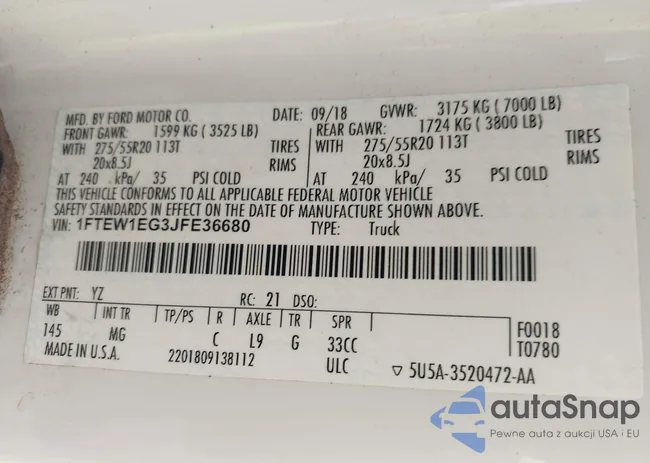 MFD. BY FORD MOTOR CO. DATE: 09/18 GVWR: 3175 KG ( 7000 LB)
FRONT GAWR: 1599 KG ( 3525 LB) REAR GAWR: 1724 KG ( 3800 LB)
WITH 275/55R20 113T TIRES WITH 275/55R20 113T TIRES
20x8.5J RIMS 20x8.5J RIMS
AT 240 kPa/ 35 PSI COLD AT 240 kPa/ 35 PSI COLD
THIS VEHICLE CONFORMS TO ALL APPLICABLE FEDERAL MOTOR VEHICLE
SAFETY STANDARDS IN EFFECT ON THE DATE OF MANUFACTURE SHOWN ABOVE.
VIN: 1FTEW1EG3JFE36680 TYPE: Truck
EXT PNT: YZ RC: 21 DSO:
WB INT TR TP/PS R AXLE TR SPR F0018
145 MG C L9 G 33CC T0780
MADE IN U.S.A. 2201809138112 ULC ▽ 5U5A-3520472-AA
autaSnap
Pewne auta z aukcji USA i EU